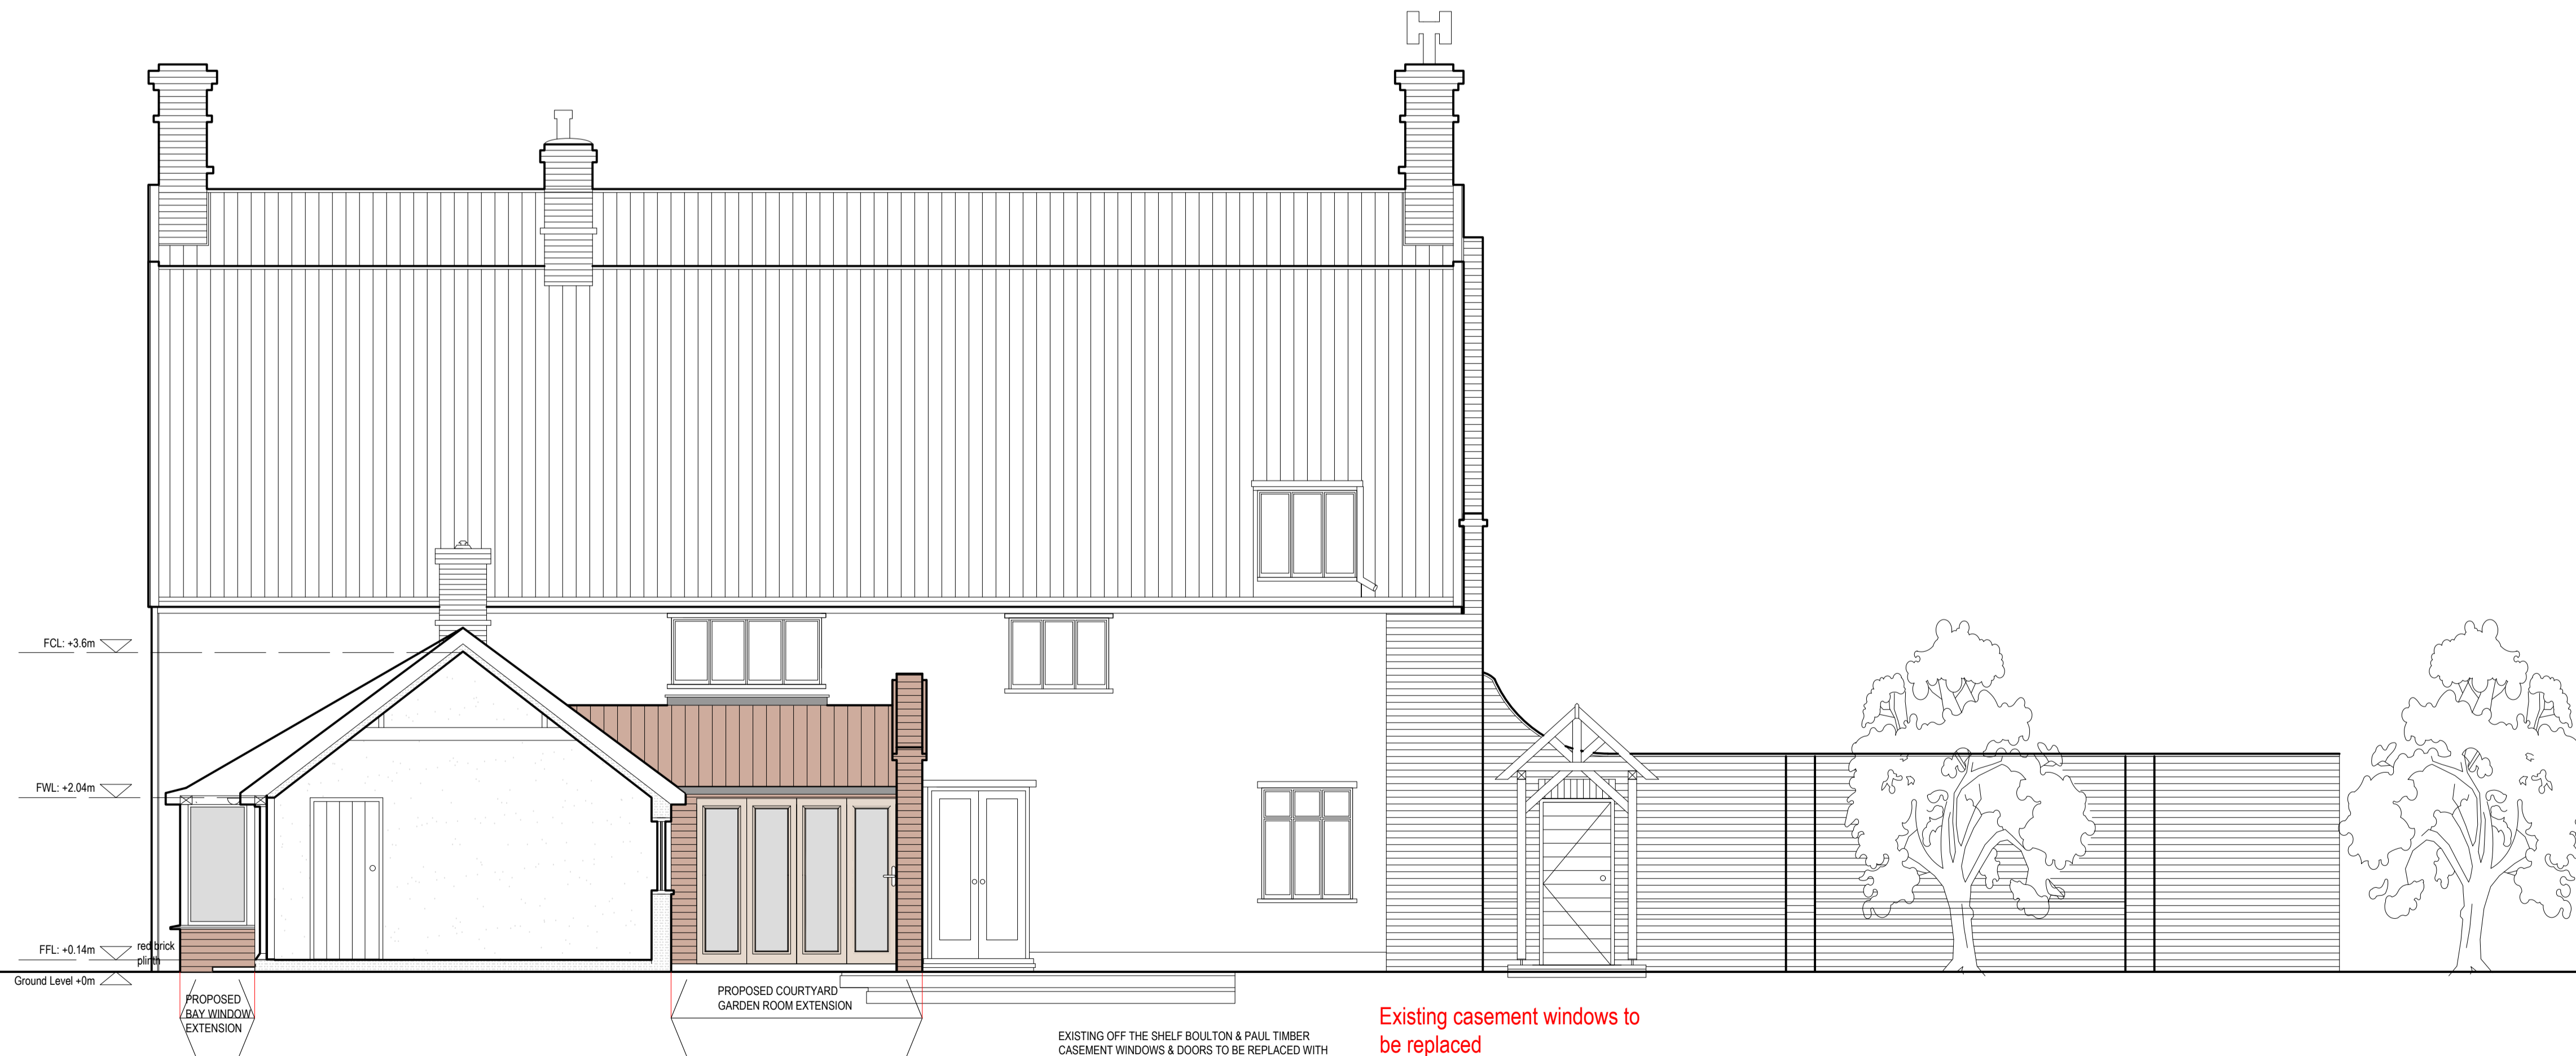 FCL: +3.6m
FWL: +2.04m
FFL: +0.14m
red brick
plinth
Ground Level +0m
PROPOSED
BAY WINDOW
EXTENSION
PROPOSED COURTYARD
GARDEN ROOM EXTENSION
EXISTING OFF THE SHELF BOULTON & PAUL TIMBER
CASEMENT WINDOWS & DOORS TO BE REPLACED WITH
Existing casement windows to
be replaced